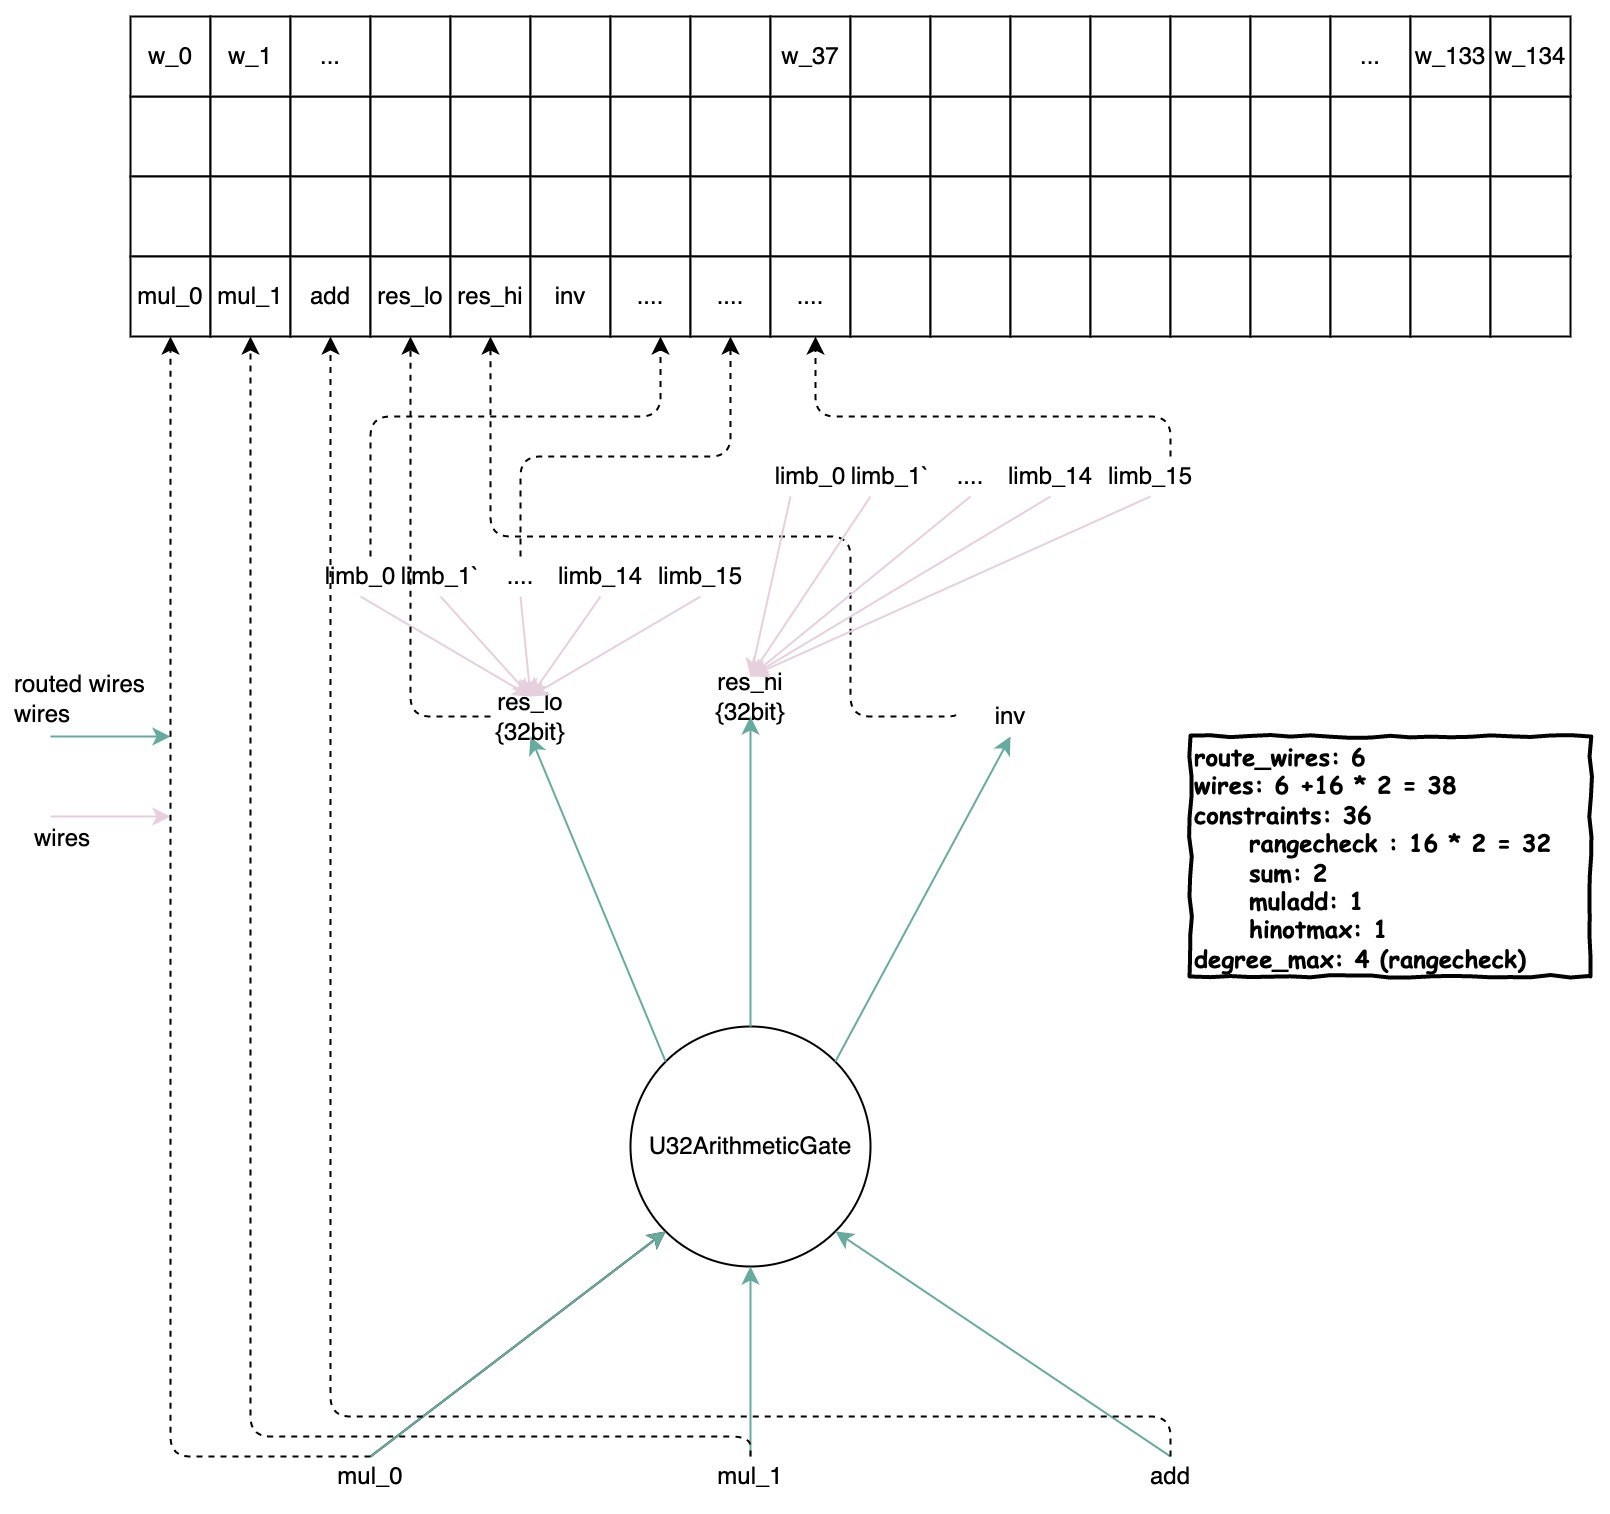 w_0 w_1 ... w_37 ... w_133 w_134
mul_0 mul_1 add res_lo res_hi inv .... .... ....
limb_0 limb_1` .... limb_14 limb_15
limb_0 limb_1` .... limb_14 limb_15
routed wires
wires
wires
res_lo
{32bit}
res_hi
{32bit}
inv
route_wires: 6
wires: 6 +16 * 2 = 38
constraints: 36
rangecheck : 16 * 2 = 32
sum: 2
muladd: 1
hinotmax: 1
degree_max: 4 (rangecheck)
U32ArithmeticGate
mul_0 mul_1 add